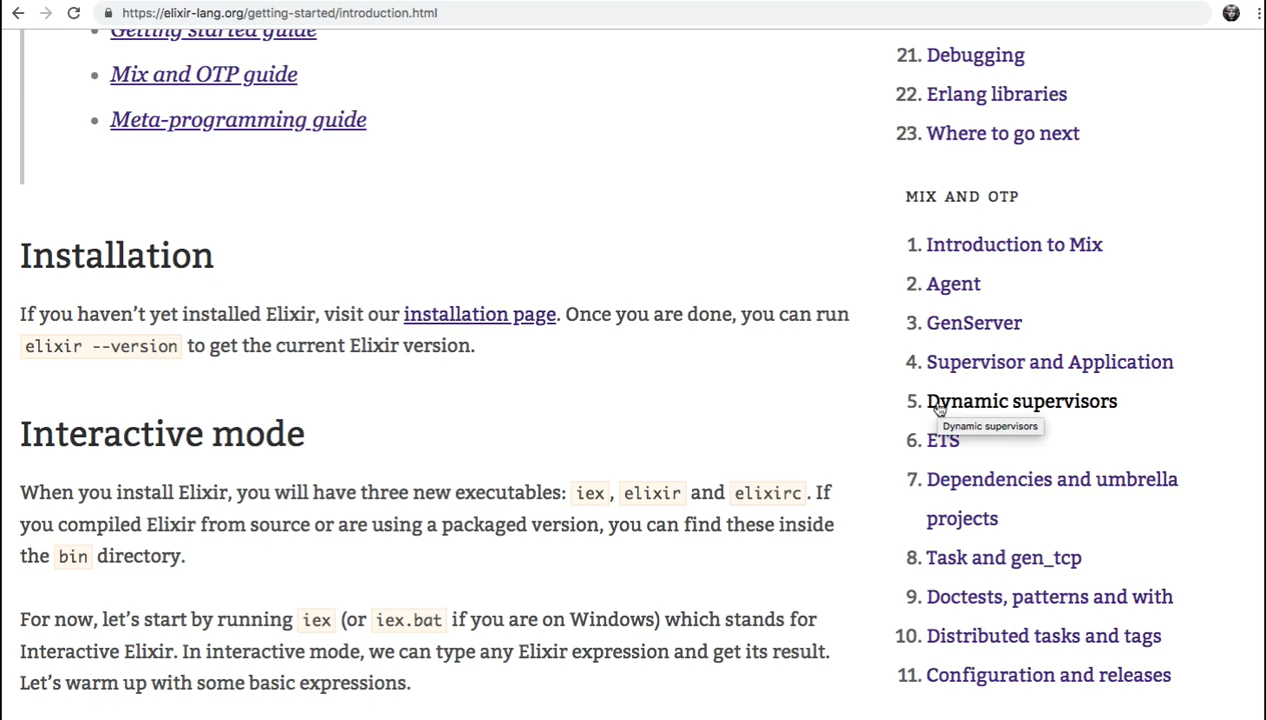 https://elixir-lang.org/getting-started/introduction.html
Getting started guide
Mix and OTP guide
Meta-programming guide
Installation
If you haven’t yet installed Elixir, visit our installation page. Once you are done, you can run
elixir --version to get the current Elixir version.
Interactive mode
When you install Elixir, you will have three new executables: iex, elixir and elixirc. If
you compiled Elixir from source or are using a packaged version, you can find these inside
the bin directory.
For now, let’s start by running iex (or iex.bat if you are on Windows) which stands for
Interactive Elixir. In interactive mode, we can type any Elixir expression and get its result.
Let’s warm up with some basic expressions.
21. Debugging
22. Erlang libraries
23. Where to go next
MIX AND OTP
1. Introduction to Mix
2. Agent
3. GenServer
4. Supervisor and Application
5. Dynamic supervisors
Dynamic supervisors
6. ETS
7. Dependencies and umbrella
projects
8. Task and gen_tcp
9. Doctests, patterns and with
10. Distributed tasks and tags
11. Configuration and releases